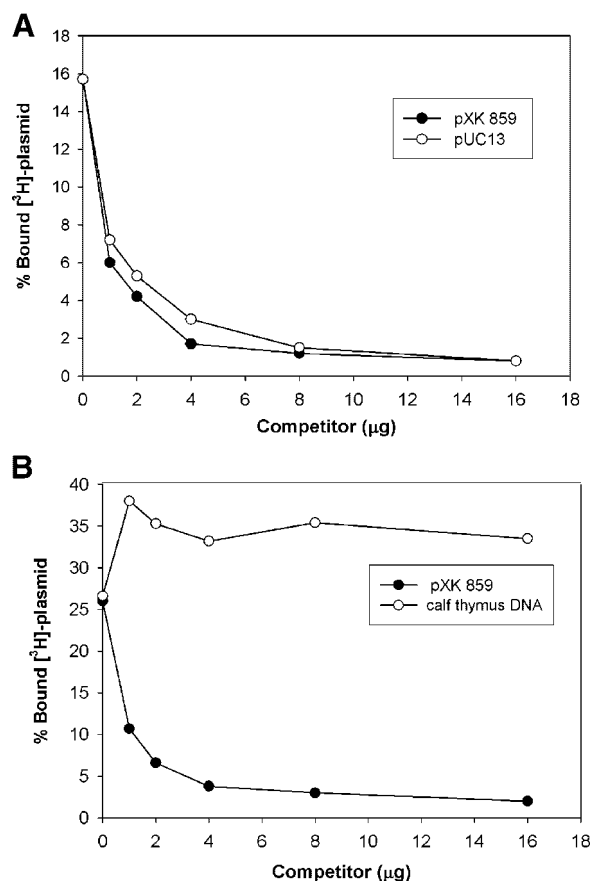 A
% Bound [³H]-plasmid
18
16
14
12
10
8
6
4
2
0
pXK 859
pUC13
0 2 4 6 8 10 12 14 16 18
Competitor (µg)
B
% Bound [³H]-plasmid
40
35
30
25
20
15
10
5
0
pXK 859
calf thymus DNA
0 2 4 6 8 10 12 14 16 18
Competitor (µg)